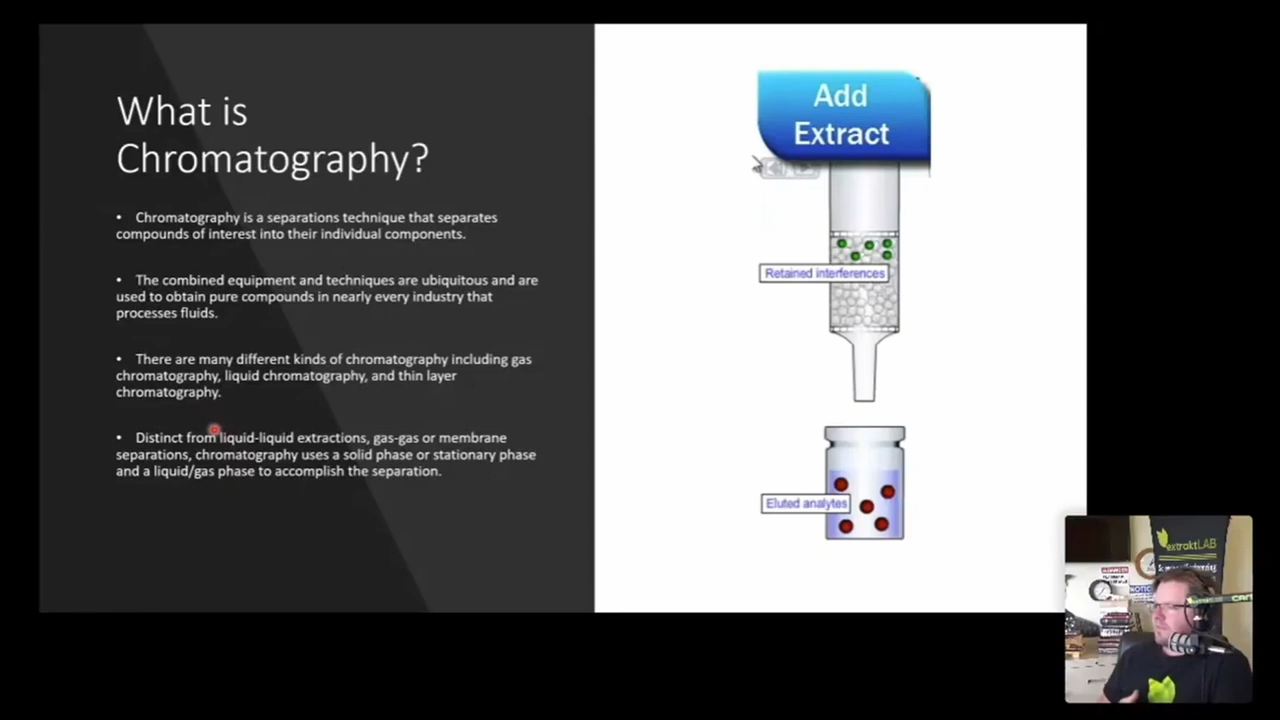 What is
Chromatography?
• Chromatography is a separations technique that separates
compounds of interest into their individual components.
• The combined equipment and techniques are ubiquitous and are
used to obtain pure compounds in nearly every industry that
processes fluids.
• There are many different kinds of chromatography including gas
chromatography, liquid chromatography, and thin layer
chromatography.
• Distinct from liquid-liquid extractions, gas-gas or membrane
separations, chromatography uses a solid phase or stationary phase
and a liquid/gas phase to accomplish the separation.
Add
Extract
Retained interferences
Eluted analytes
extraktLAB